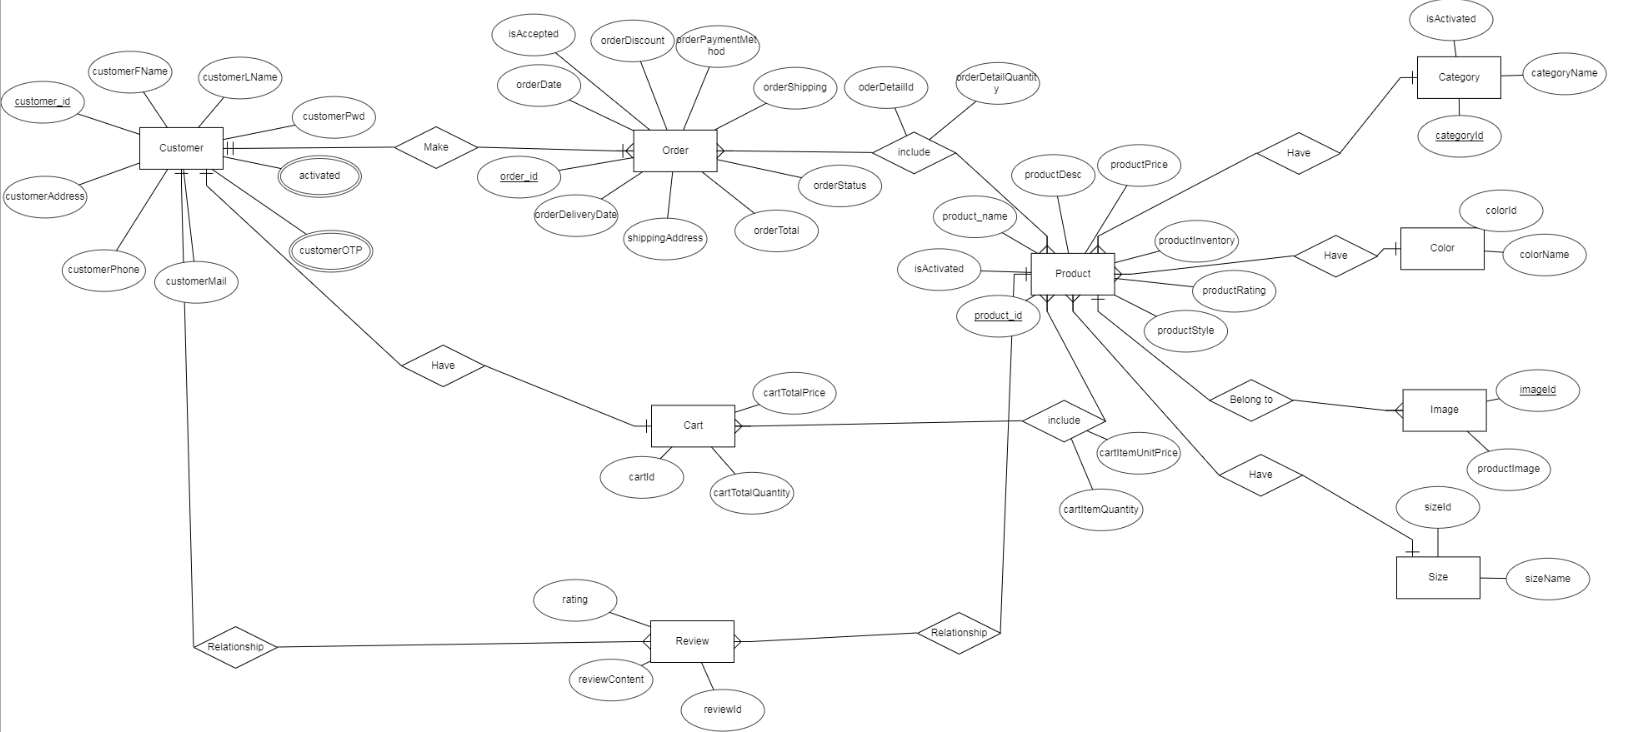 isActivated
isAccepted
orderDiscount
orderPaymentMet
hod
customerFName
customerLName
orderDate
orderShipping
oderDetailId
orderDetailQuantit
y
Category
categoryName
customer_id
customerPwd
categoryId
Customer
Make
Order
include
Have
productDesc
productPrice
activated
order_id
orderStatus
customerAddress
orderDeliveryDate
shippingAddress
orderTotal
product_name
colorId
customerOTP
productInventory
Have
Color
colorName
customerPhone
customerMail
isActivated
Product
productRating
product_id
productStyle
Have
cartTotalPrice
Belong to
imageId
Image
Cart
include
cartItemUnitPrice
productImage
cartId
cartTotalQuantity
Have
cartItemQuantity
sizeId
Size
sizeName
rating
Relationship
Review
Relationship
reviewContent
reviewId